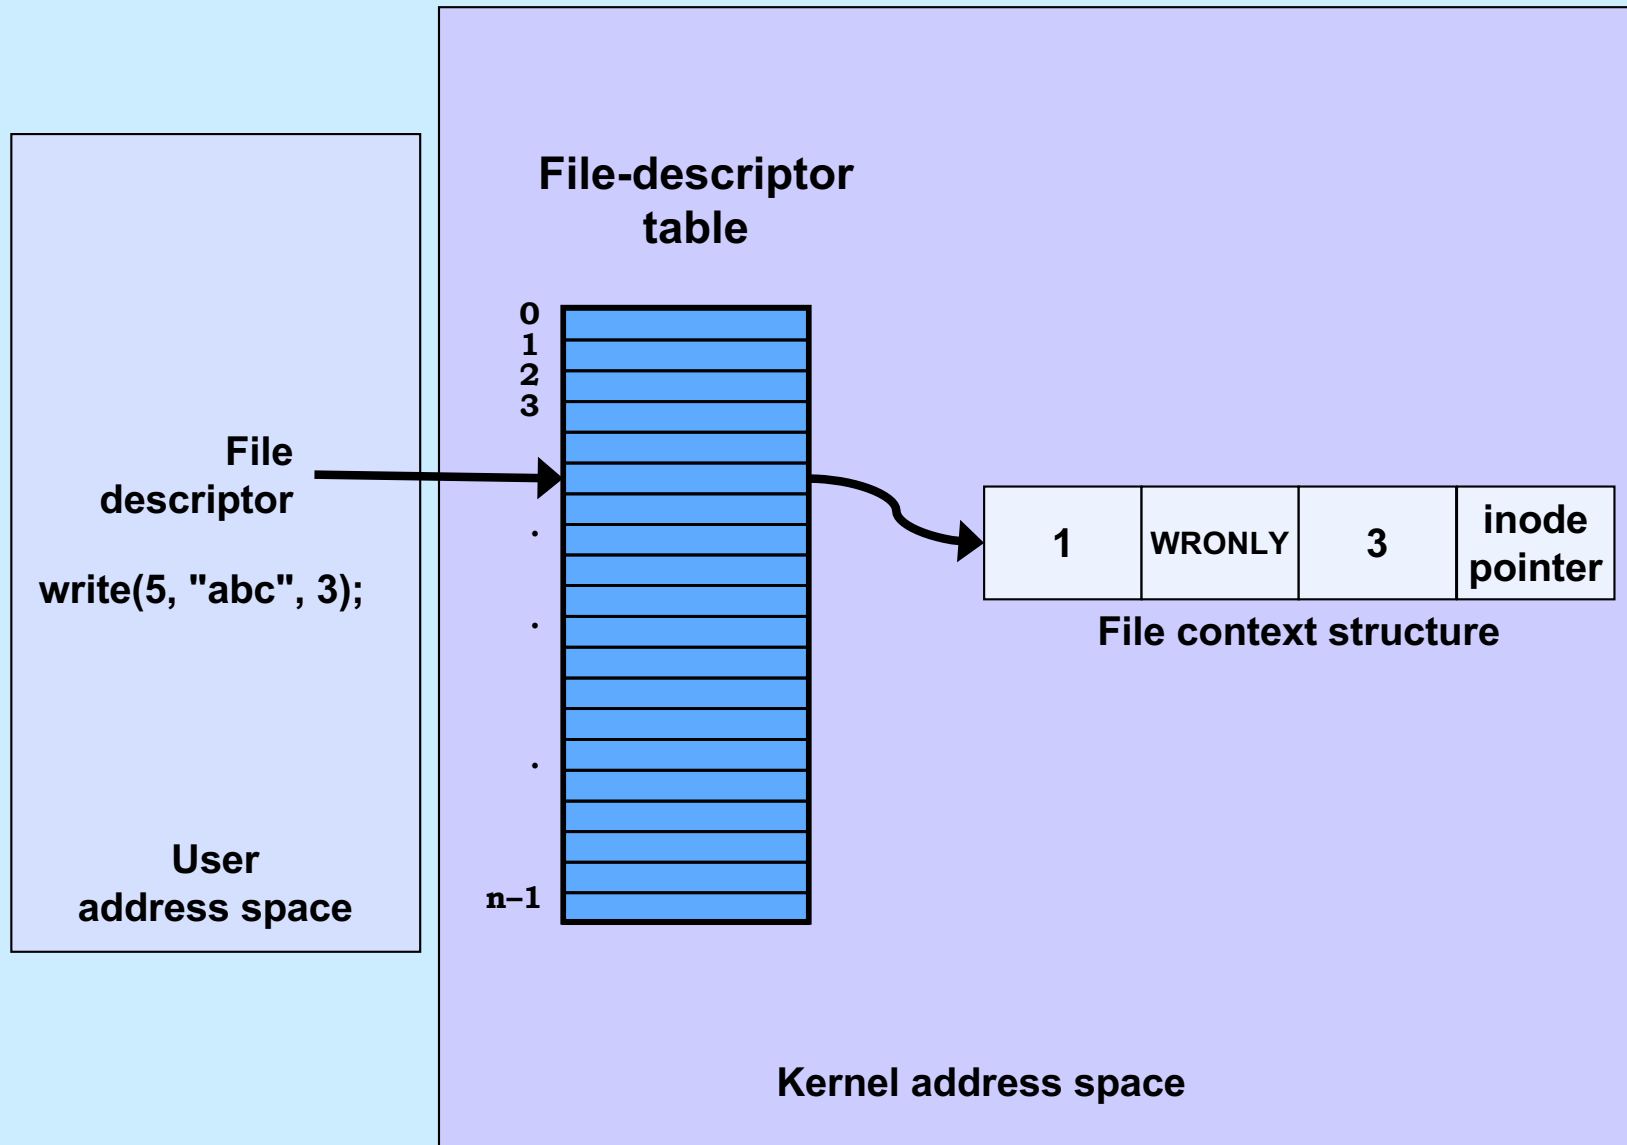 File-descriptor
table
0
1
2
3
.
.
.
n–1
File
descriptor
write(5, "abc", 3);
User
address space
1
WRONLY
3
inode
pointer
File context structure
Kernel address space